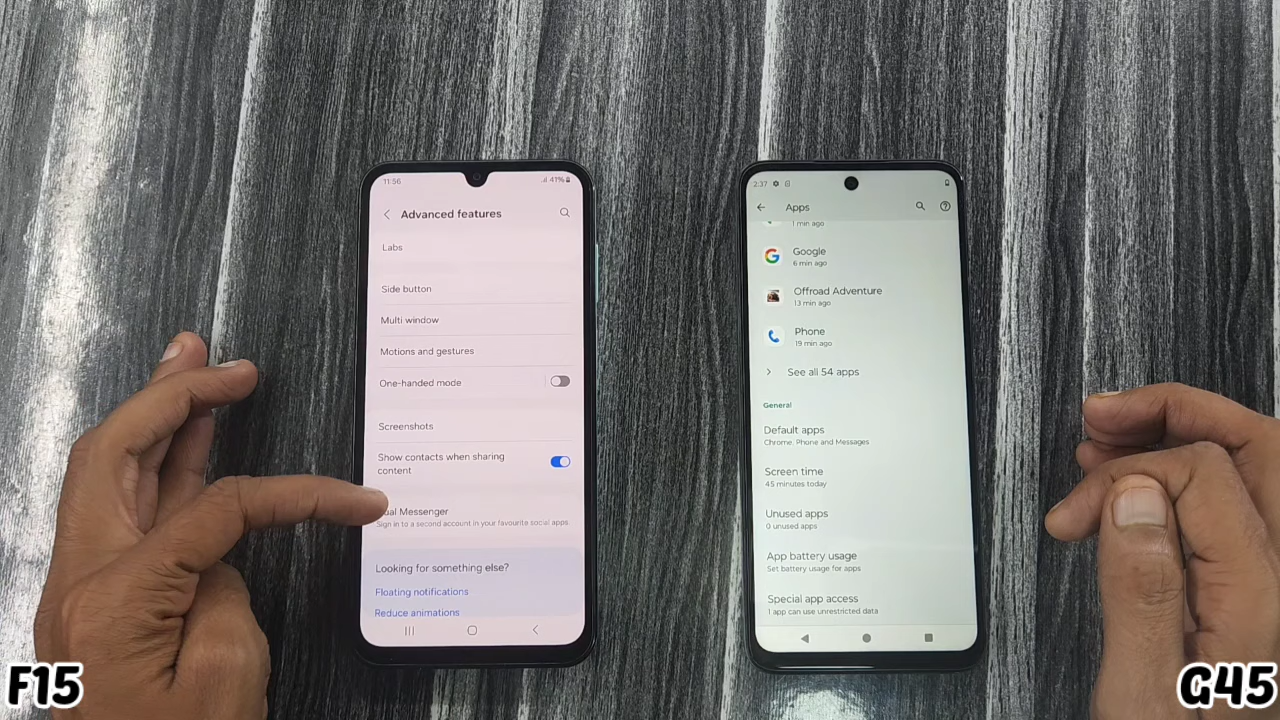 11:56
41%
Advanced features
Labs
Side button
Multi window
Motions and gestures
One-handed mode
Screenshots
Show contacts when sharing
content
ual Messenger
Sign in to a second account in your favourite social apps.
Looking for something else?
Floating notifications
Reduce animations
2:37
Apps
1 min ago
Google
6 min ago
Offroad Adventure
13 min ago
Phone
19 min ago
See all 54 apps
General
Default apps
Chrome, Phone and Messages
Screen time
45 minutes today
Unused apps
0 unused apps
App battery usage
Set battery usage for apps
Special app access
1 app can use unrestricted data
F15
G45